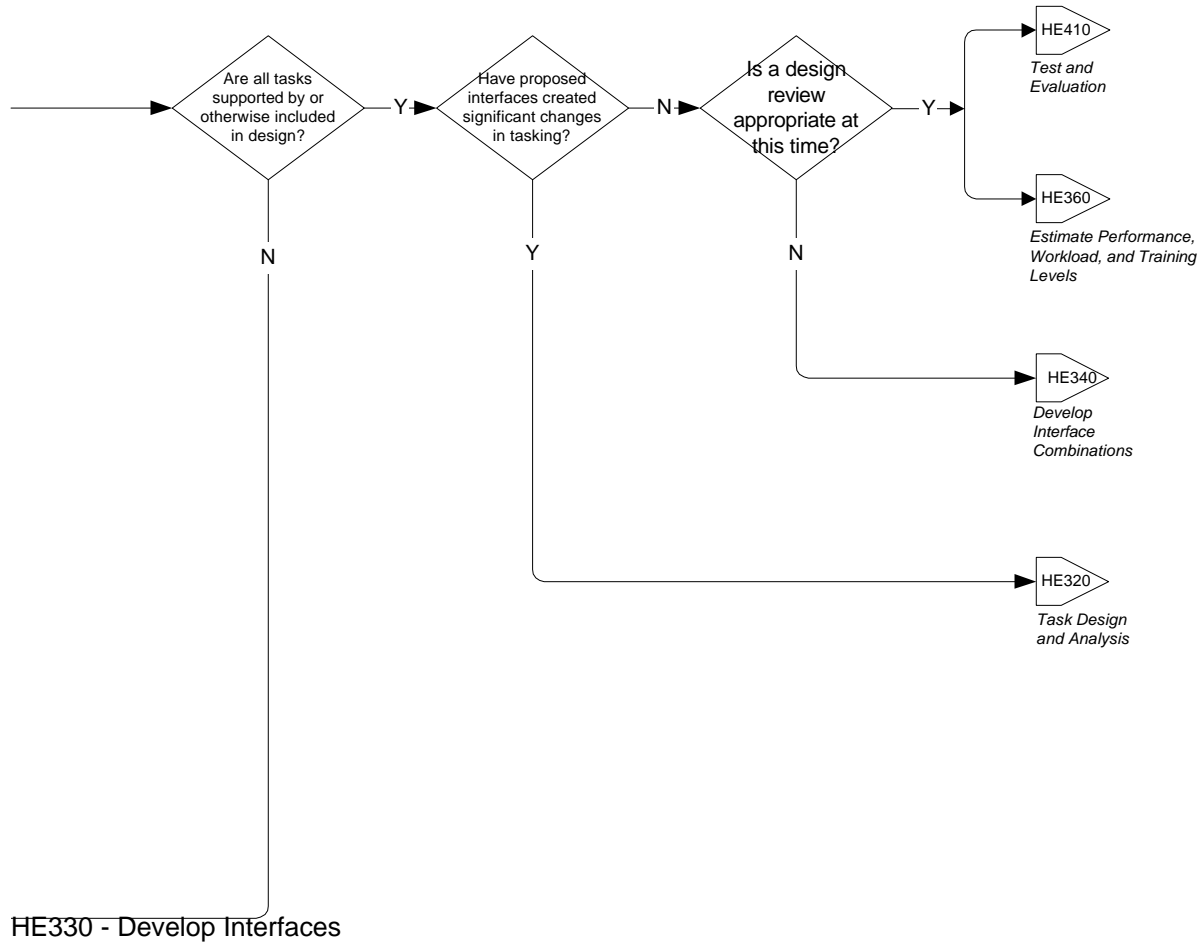 Are all tasks
supported by or
otherwise included
in design?
Y
N
Have proposed
interfaces created
significant changes
in tasking?
N
Y
Is a design
review
appropriate at
this time?
Y
N
HE410
Test and
Evaluation
HE360
Estimate Performance,
Workload, and Training
Levels
HE340
Develop
Interface
Combinations
HE320
Task Design
and Analysis
HE330 - Develop Interfaces